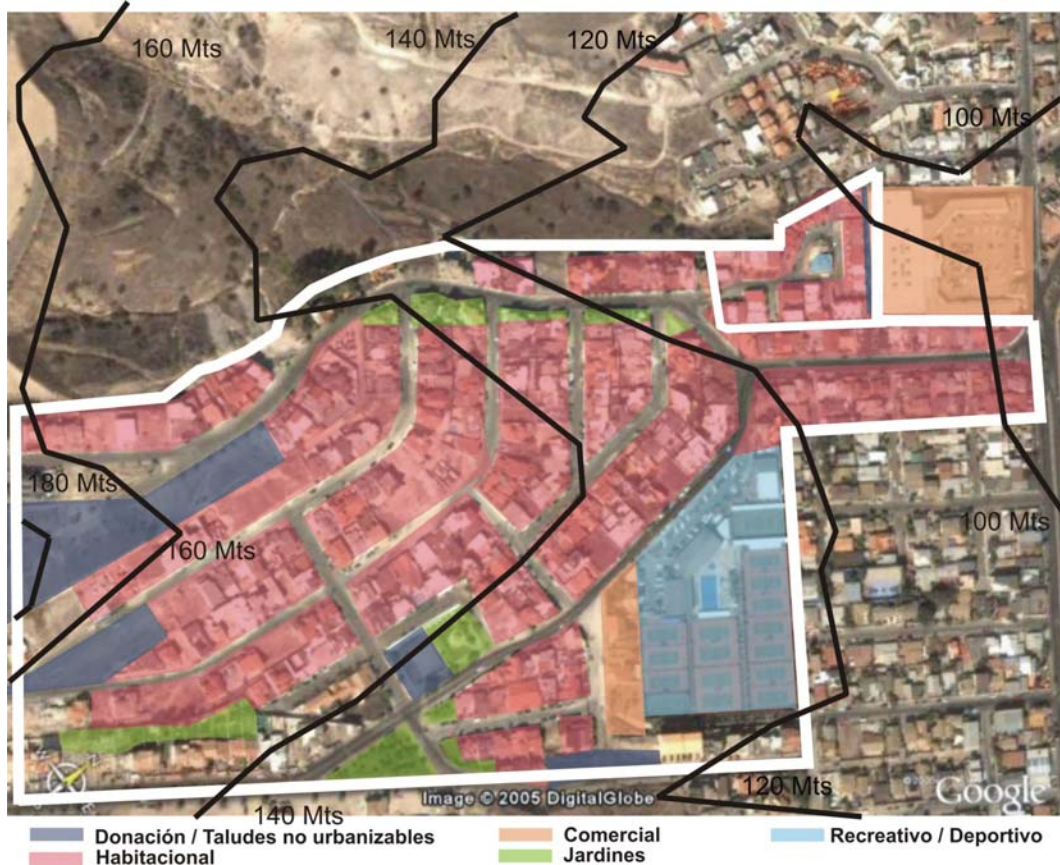 160 Mts
140 Mts
120 Mts
100 Mts
180 Mts
160 Mts
100 Mts
120 Mts
140 Mts
Image © 2005 DigitalGlobe
Google
Donación / Taludes no urbanizables
Comercial
Recreativo / Deportivo
Habitacional
Jardines